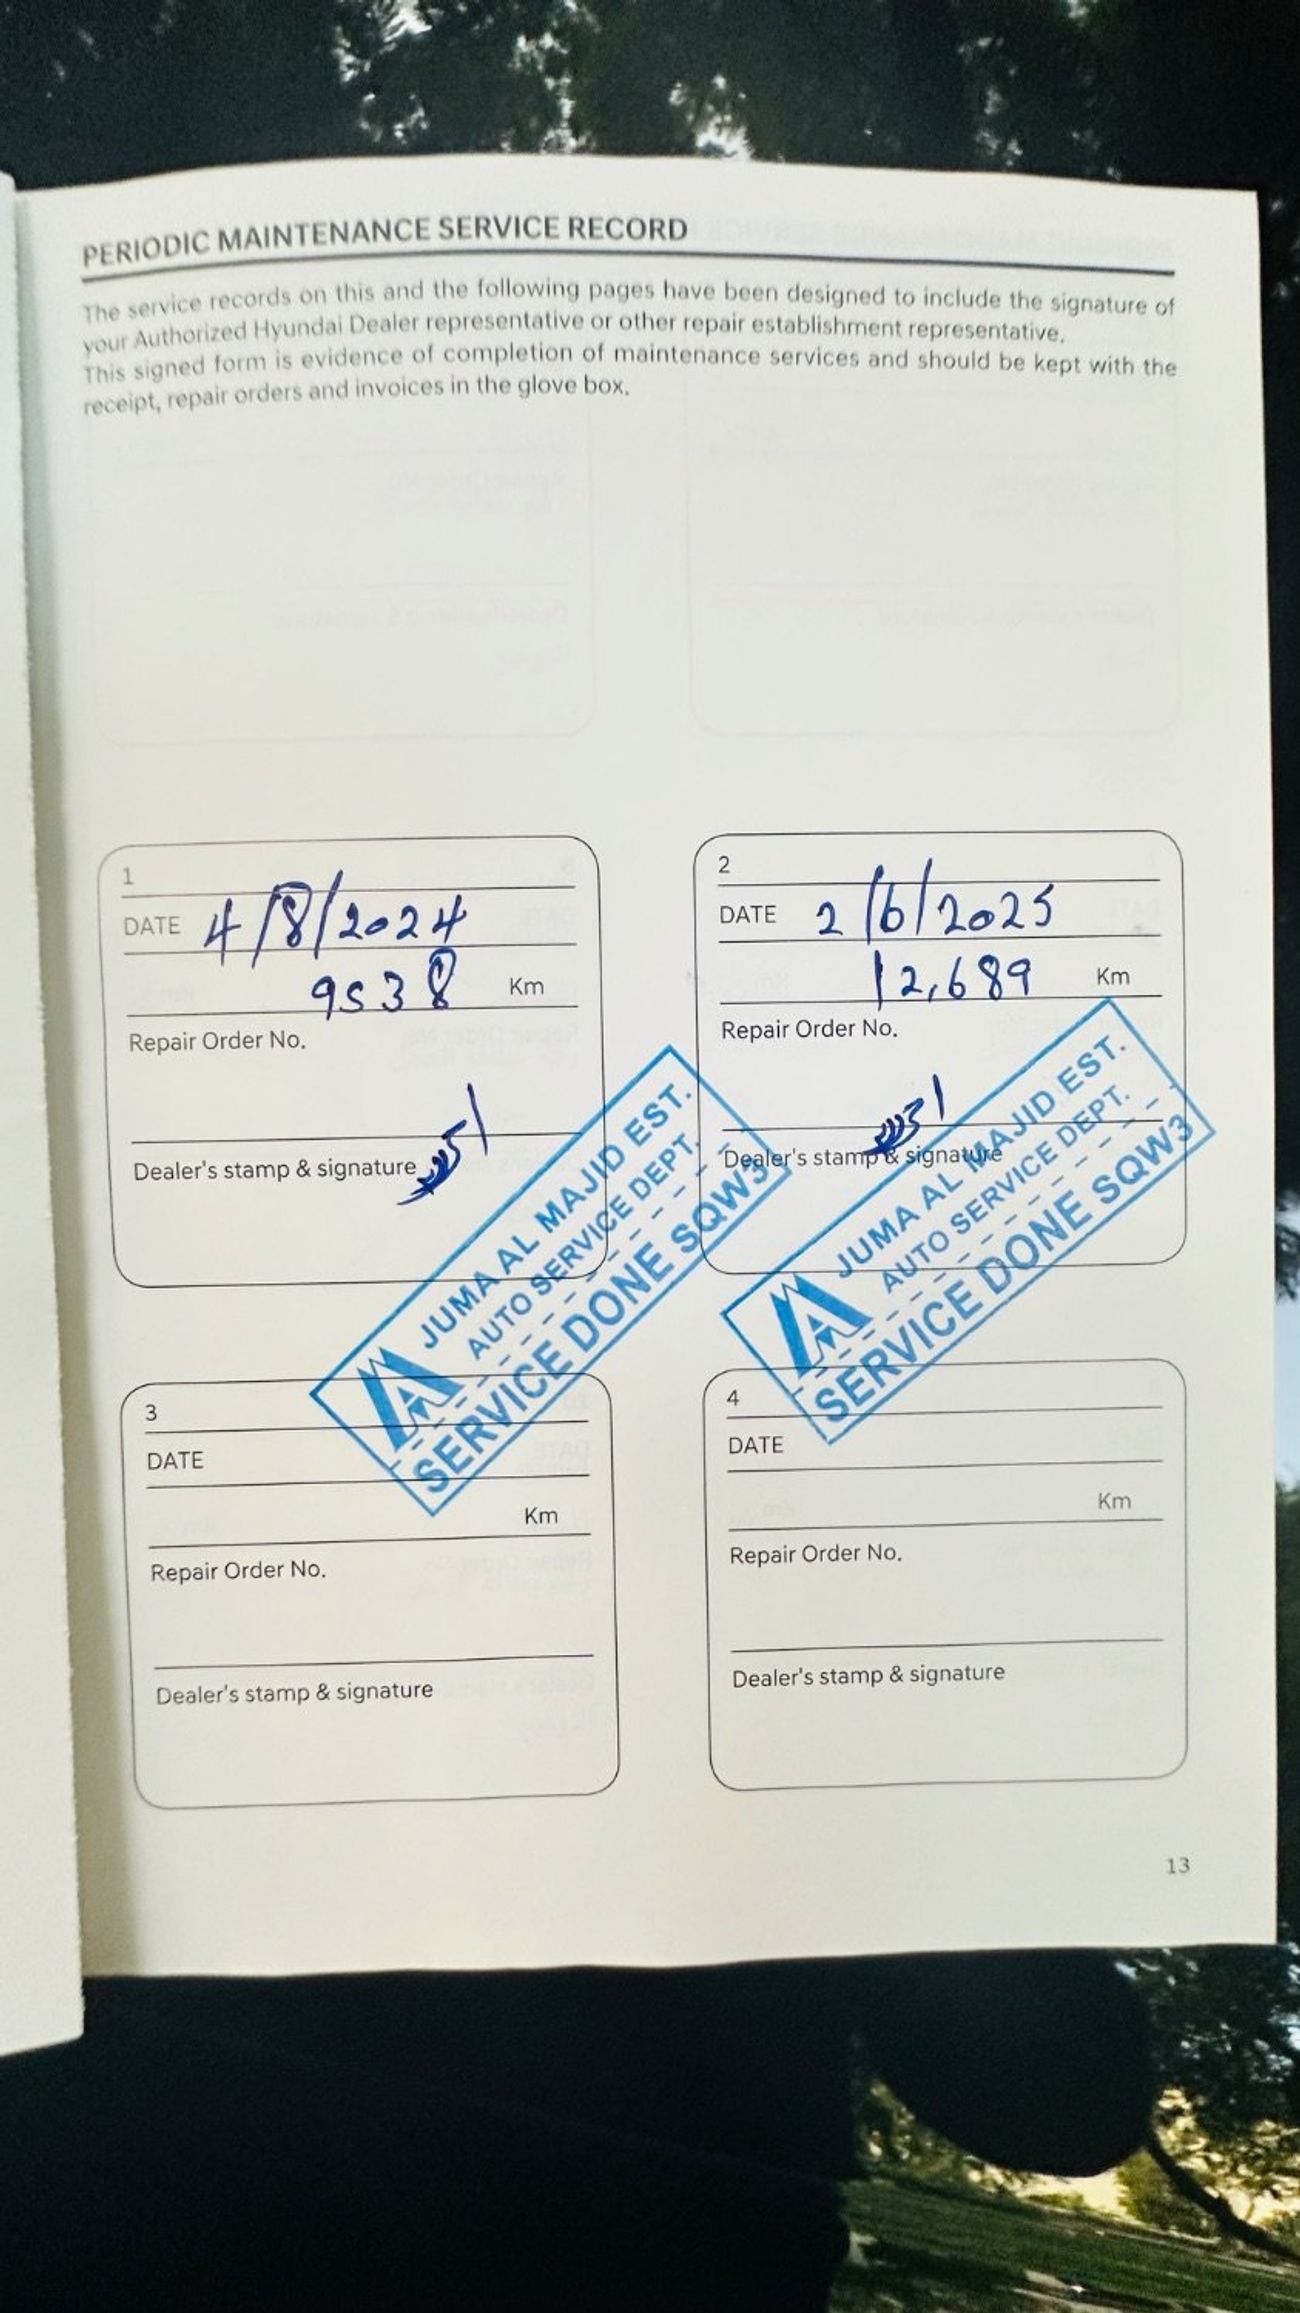 PERIODIC MAINTENANCE SERVICE RECORD
The service records on this and the following pages have been designed to include the signature of
your Authorized Hyundai Dealer representative or other repair establishment representative.
This signed form is evidence of completion of maintenance services and should be kept with the
receipt, repair orders and invoices in the glove box.
1
DATE 4/8/2024
9538 Km
Repair Order No.
Dealer's stamp & signature
JUMA AL MAJID EST.
AUTO SERVICE DEPT.
SERVICE DONE SQW3
2
DATE 2/6/2025
12,689 Km
Repair Order No.
Dealer's stamp & signature
JUMA AL MAJID EST.
AUTO SERVICE DEPT.
SERVICE DONE SQW3
3
DATE
Km
Repair Order No.
Dealer's stamp & signature
4
DATE
Km
Repair Order No.
Dealer's stamp & signature
13